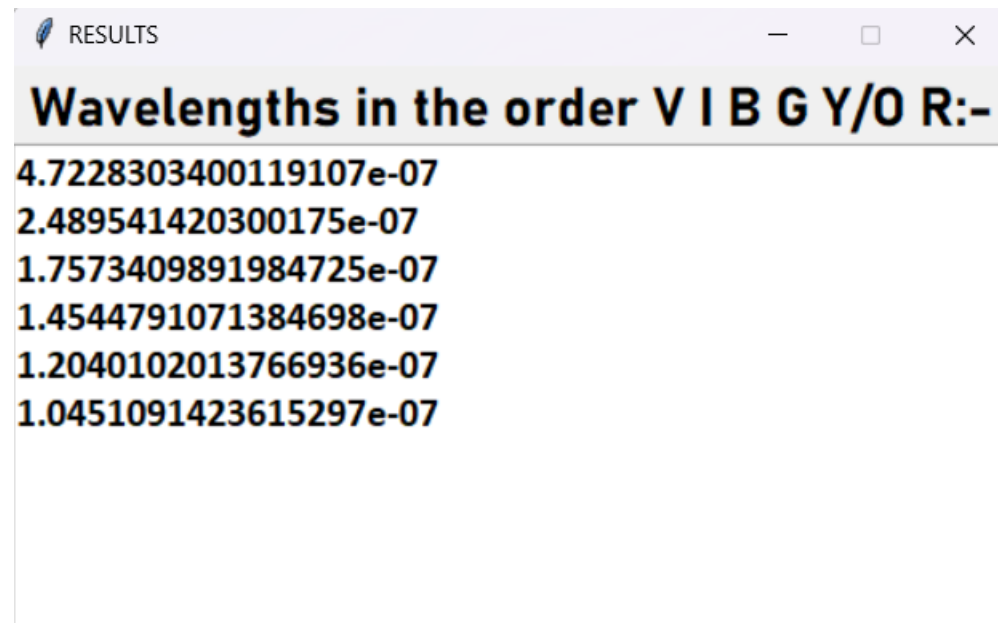 RESULTS
Wavelengths in the order V I B G Y/O R:-
4.7228303400119107e-07
2.489541420300175e-07
1.7573409891984725e-07
1.4544791071384698e-07
1.2040102013766936e-07
1.0451091423615297e-07